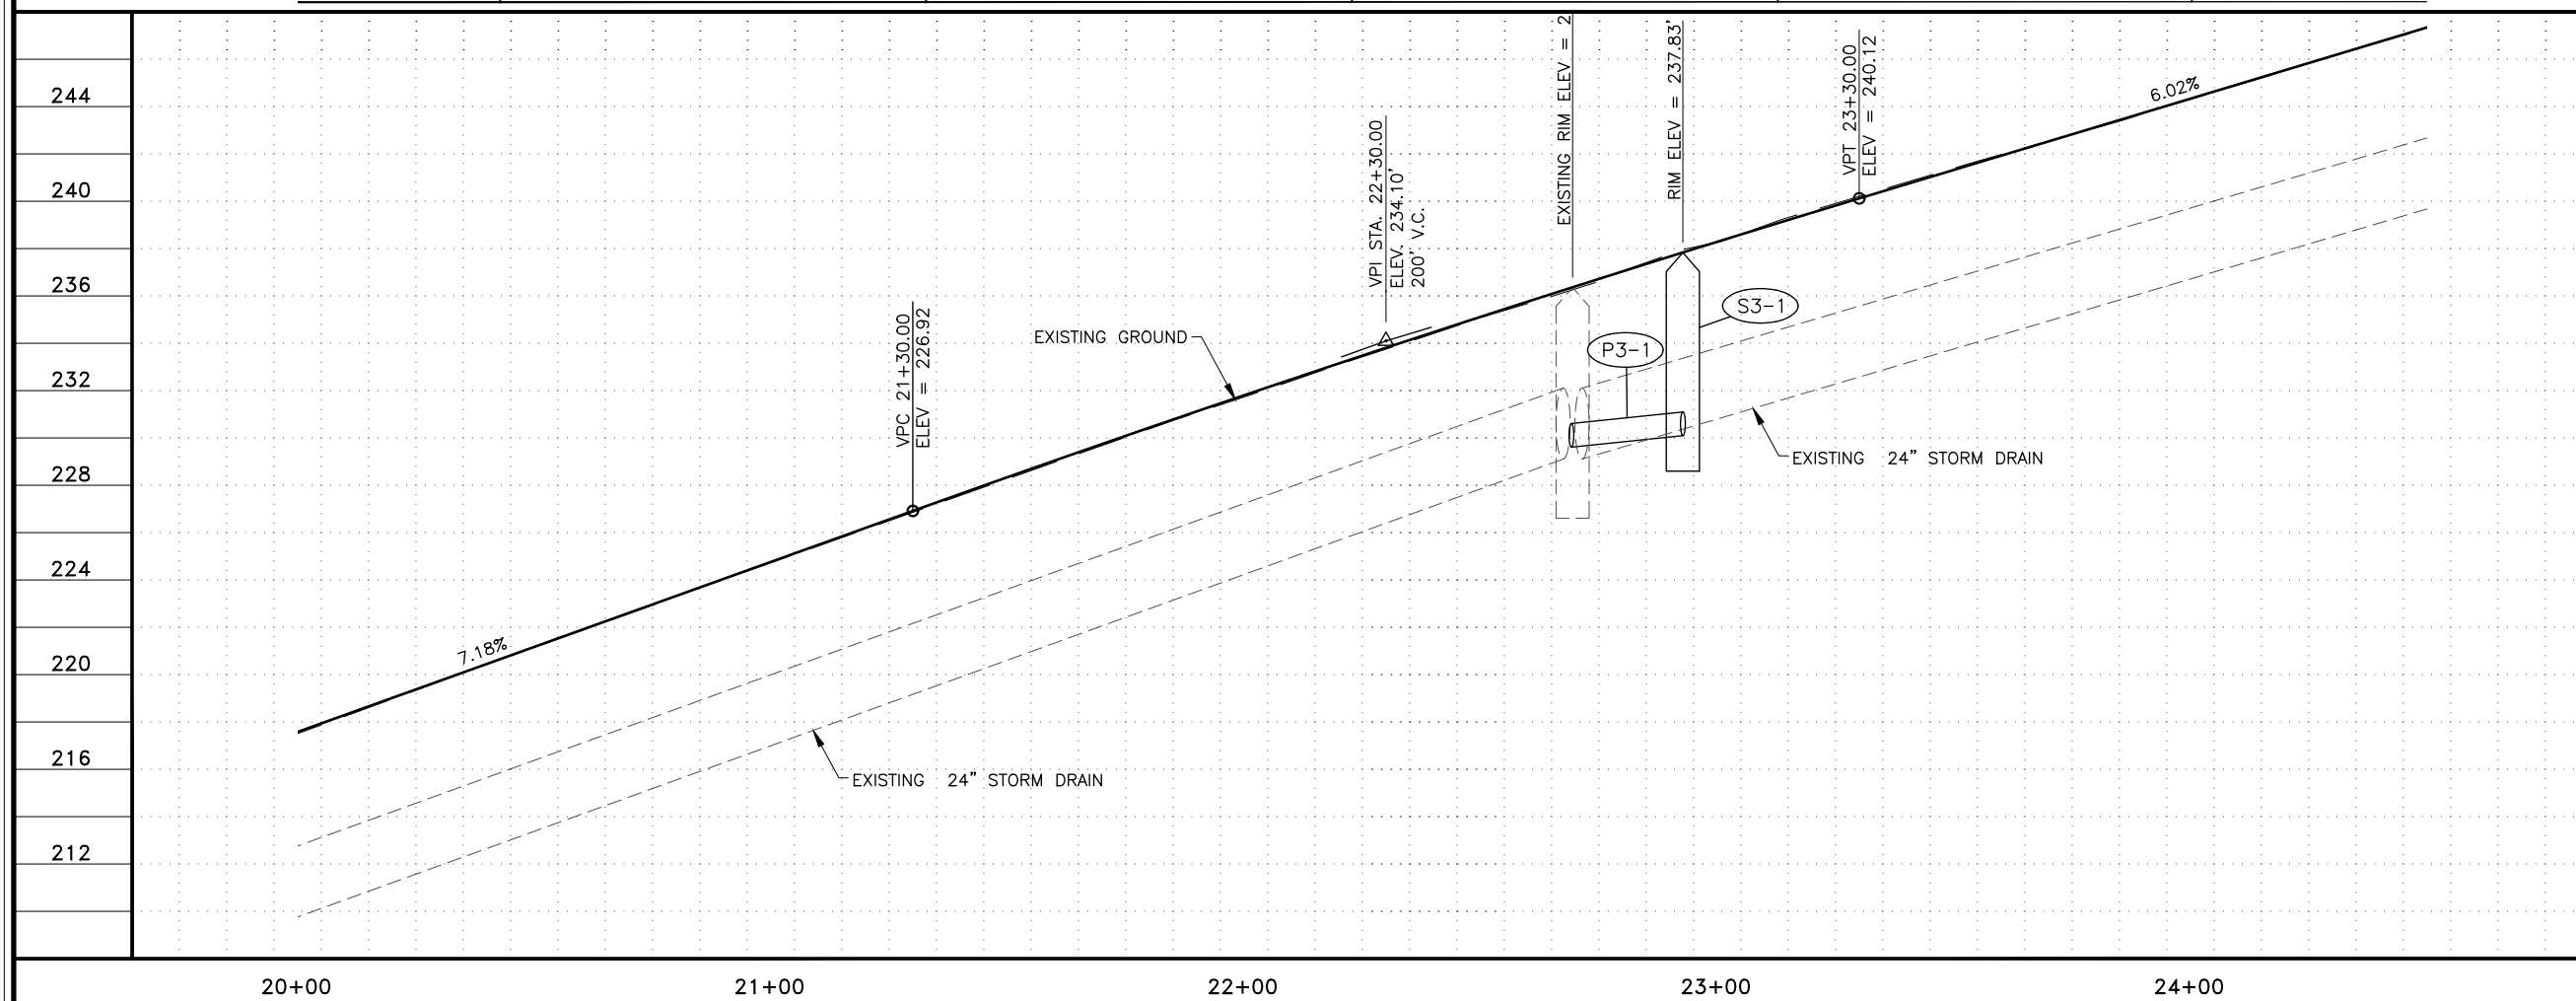 244
240
236
232
228
224
220
216
212
7.18%
VPC 21+30.00
ELEV = 226.92
EXISTING GROUND
VPI STA. 22+30.00
ELEV. 234.10'
200' V.C.
EXISTING RIM ELEV = 2
RIM ELEV = 237.83'
VPT 23+30.00
ELEV = 240.12
6.02%
S3-1
P3-1
EXISTING 24" STORM DRAIN
EXISTING 24" STORM DRAIN
20+00
21+00
22+00
23+00
24+00